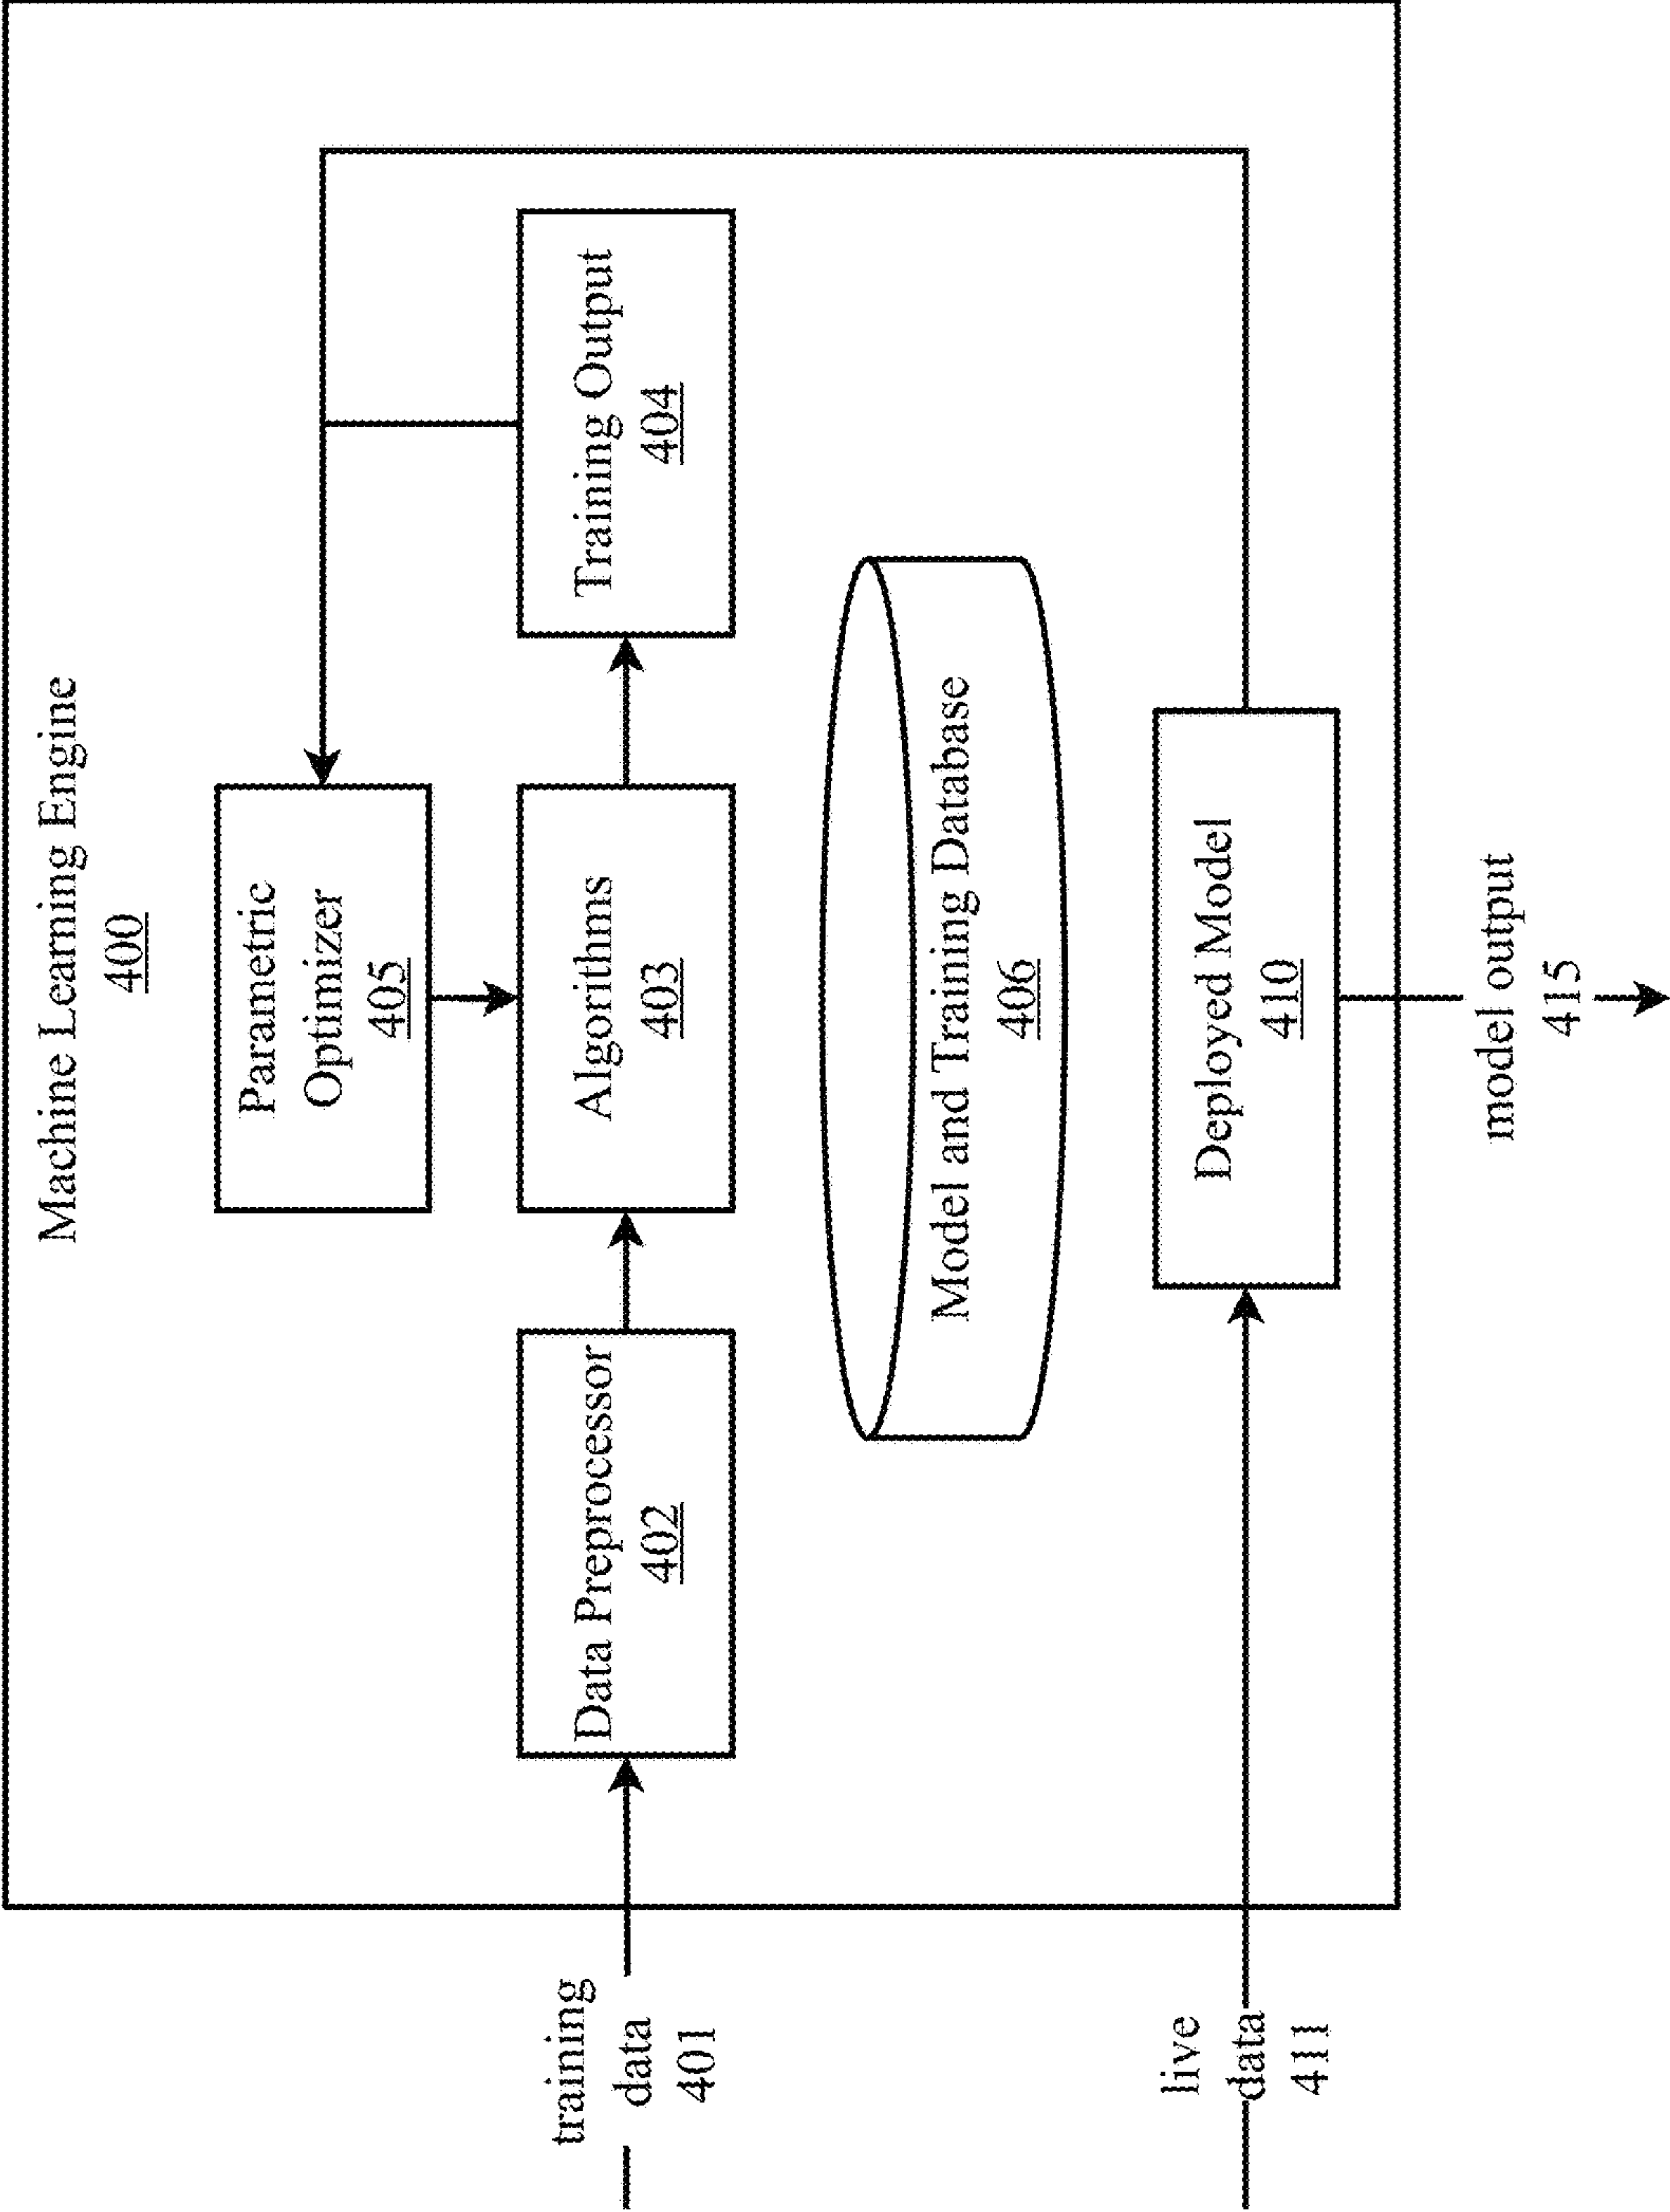 Machine Learning Engine
400
Parametric
Optimizer
405
training
data
401
Data Preprocessor
402
Algorithms
403
Training Output
404
Model and Training Database
406
live
data
411
Deployed Model
410
model output
415